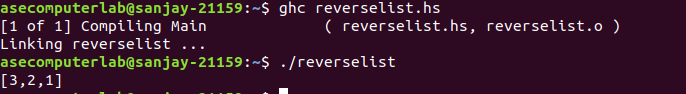 asecomputerlab@sanjay-21159:~$ ghc reverselist.hs
[1 of 1] Compiling Main             ( reverselist.hs, reverselist.o )
Linking reverselist ...
asecomputerlab@sanjay-21159:~$ ./reverselist
[3,2,1]